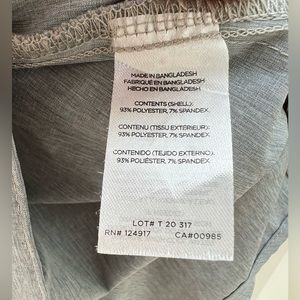 MADE IN BANGLADESH
FABRIQUÉ EN BANGLADESH
HECHO EN BANGLADESH
CONTENTS (SHELL):
93% POLYESTER, 7% SPANDEX
CONTENU (TISSU EXTÉRIEUR):
93% POLYESTER, 7% SPANDEX
CONTENIDO (TEJIDO EXTERNO):
93% POLIÉSTER, 7% SPANDEX
LOT# T 20 317
RN# 124917 CA#00985